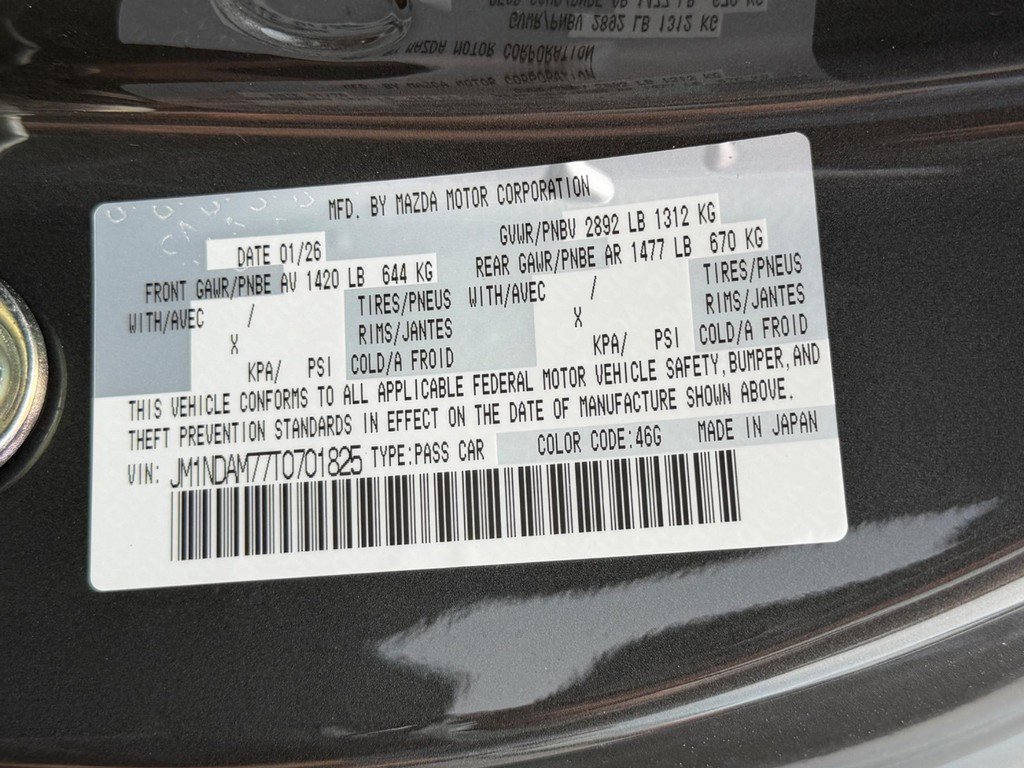 MFD. BY MAZDA MOTOR CORPORATION
DATE 01/26 GVWR/PNBV 2892 LB 1312 KG
FRONT GAWR/PNBE AV 1420 LB 644 KG REAR GAWR/PNBE AR 1477 LB 670 KG
WITH/AVEC / TIRES/PNEUS WITH/AVEC / TIRES/PNEUS
X RIMS/JANTES X RIMS/JANTES
KPA/ PSI COLD/A FROID KPA/ PSI COLD/A FROID
THIS VEHICLE CONFORMS TO ALL APPLICABLE FEDERAL MOTOR VEHICLE SAFETY, BUMPER, AND
THEFT PREVENTION STANDARDS IN EFFECT ON THE DATE OF MANUFACTURE SHOWN ABOVE.
VIN: JM1NDAM77T0701825 TYPE:PASS CAR COLOR CODE:46G MADE IN JAPAN